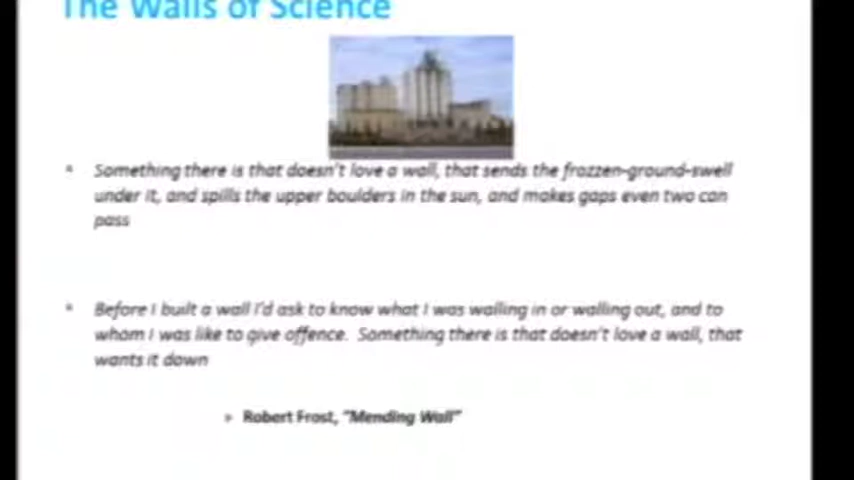 The Walls of Science
Something there is that doesn't love a wall, that sends the frozzen-ground-swell
under it, and spills the upper boulders in the sun, and makes gaps even two can
pass
Before I built a wall I'd ask to know what I was walling in or walling out, and to
whom I was like to give offence. Something there is that doesn't love a wall, that
wants it down
Robert Frost, "Mending Wall"